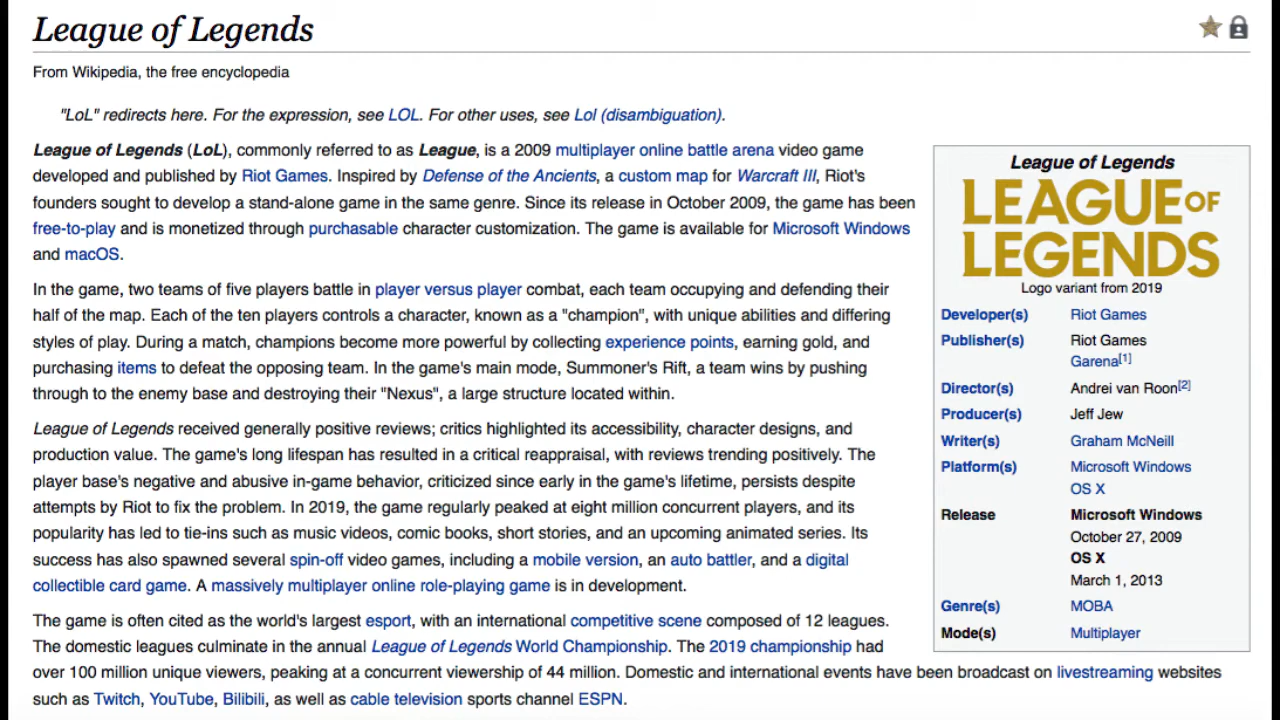 League of Legends
From Wikipedia, the free encyclopedia
"LoL" redirects here. For the expression, see LOL. For other uses, see Lol (disambiguation).
League of Legends (LoL), commonly referred to as League, is a 2009 multiplayer online battle arena video game
developed and published by Riot Games. Inspired by Defense of the Ancients, a custom map for Warcraft III, Riot's
founders sought to develop a stand-alone game in the same genre. Since its release in October 2009, the game has been
free-to-play and is monetized through purchasable character customization. The game is available for Microsoft Windows
and macOS.
In the game, two teams of five players battle in player versus player combat, each team occupying and defending their
half of the map. Each of the ten players controls a character, known as a "champion", with unique abilities and differing
styles of play. During a match, champions become more powerful by collecting experience points, earning gold, and
purchasing items to defeat the opposing team. In the game's main mode, Summoner's Rift, a team wins by pushing
through to the enemy base and destroying their "Nexus", a large structure located within.
League of Legends received generally positive reviews; critics highlighted its accessibility, character designs, and
production value. The game's long lifespan has resulted in a critical reappraisal, with reviews trending positively. The
player base's negative and abusive in-game behavior, criticized since early in the game's lifetime, persists despite
attempts by Riot to fix the problem. In 2019, the game regularly peaked at eight million concurrent players, and its
popularity has led to tie-ins such as music videos, comic books, short stories, and an upcoming animated series. Its
success has also spawned several spin-off video games, including a mobile version, an auto battler, and a digital
collectible card game. A massively multiplayer online role-playing game is in development.
The game is often cited as the world's largest esport, with an international competitive scene composed of 12 leagues.
The domestic leagues culminate in the annual League of Legends World Championship. The 2019 championship had
over 100 million unique viewers, peaking at a concurrent viewership of 44 million. Domestic and international events have been broadcast on livestreaming websites
such as Twitch, YouTube, Bilibili, as well as cable television sports channel ESPN.
League of Legends
LEAGUE OF
LEGENDS
Logo variant from 2019
Developer(s) Riot Games
Publisher(s) Riot Games
Garena[1]
Director(s) Andrei van Roon[2]
Producer(s) Jeff Jew
Writer(s) Graham McNeill
Platform(s) Microsoft Windows
OS X
Release Microsoft Windows
October 27, 2009
OS X
March 1, 2013
Genre(s) MOBA
Mode(s) Multiplayer